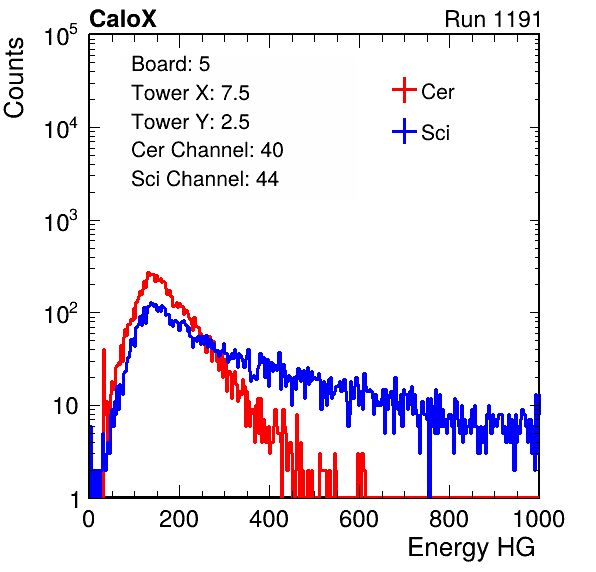 CaloX Run 1191
Counts
10^5
10^4
10^3
10^2
10
1
Board: 5
Tower X: 7.5
Tower Y: 2.5
Cer Channel: 40
Sci Channel: 44
Cer
Sci
0 200 400 600 800 1000
Energy HG